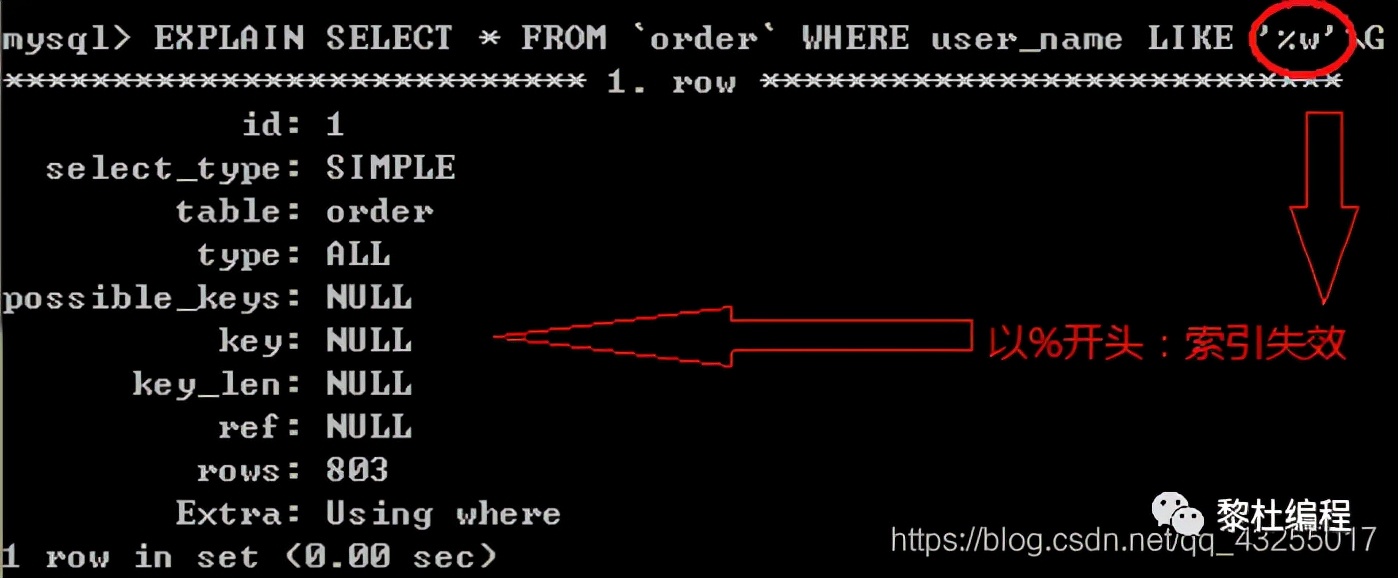 mysql> EXPLAIN SELECT * FROM `order` WHERE user_name LIKE '%w'\G
*************************** 1. row ***************************
id: 1
select_type: SIMPLE
table: order
type: ALL
possible_keys: NULL
key: NULL
以%开头：索引失效
key_len: NULL
ref: NULL
rows: 803
Extra: Using where
黎杜编程
https://blog.csdn.net/qq_43255017
1 row in set (0.00 sec)